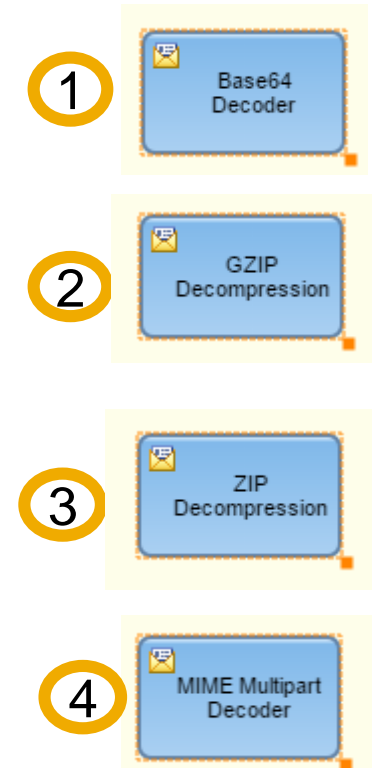 1
Base64
Decoder
2
GZIP
Decompression
3
ZIP
Decompression
4
MIME Multipart
Decoder